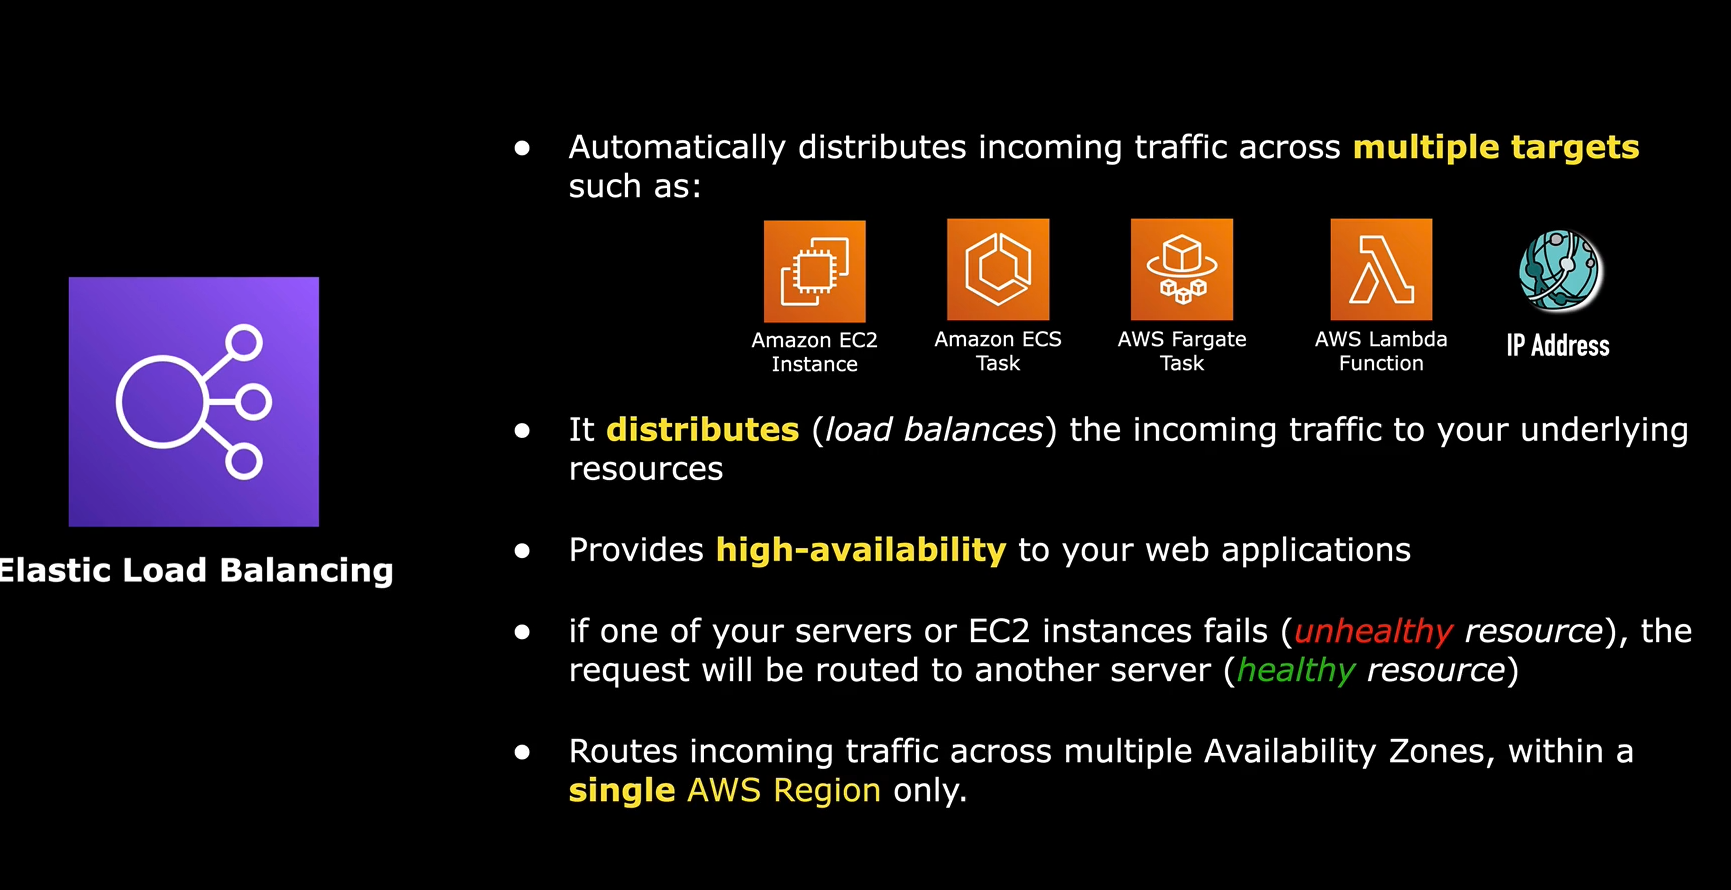 ● Automatically distributes incoming traffic across multiple targets
such as:
Amazon EC2
Instance
Amazon ECS
Task
AWS Fargate
Task
AWS Lambda
Function
IP Address
Elastic Load Balancing
● It distributes (load balances) the incoming traffic to your underlying
resources
● Provides high-availability to your web applications
● if one of your servers or EC2 instances fails (unhealthy resource), the
request will be routed to another server (healthy resource)
● Routes incoming traffic across multiple Availability Zones, within a
single AWS Region only.